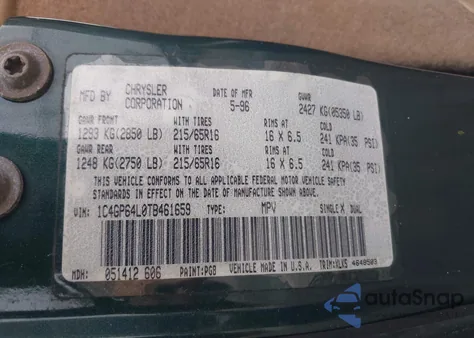 MFD BY CHRYSLER CORPORATION DATE OF MFR 5-96 GVWR 2427 KG(05350 LB)
GAWR FRONT WITH TIRES RIMS AT COLD
1293 KG(2850 LB) 215/65R16 16 X 6.5 241 KPA(35 PSI)
GAWR REAR WITH TIRES RIMS AT COLD
1248 KG(2750 LB) 215/65R16 16 X 6.5 241 KPA(35 PSI)
THIS VEHICLE CONFORMS TO ALL APPLICABLE FEDERAL MOTOR VEHICLE SAFETY
STANDARDS IN EFFECT ON THE DATE OF MANUFACTURE SHOWN ABOVE.
VIN: 1C4GP64L0TB461659 TYPE: MPV SINGLE X DUAL
MDH: 051412 606 PAINT:PGB VEHICLE MADE IN U.S.A. TRIM:VLK5 4648503
autoSnap